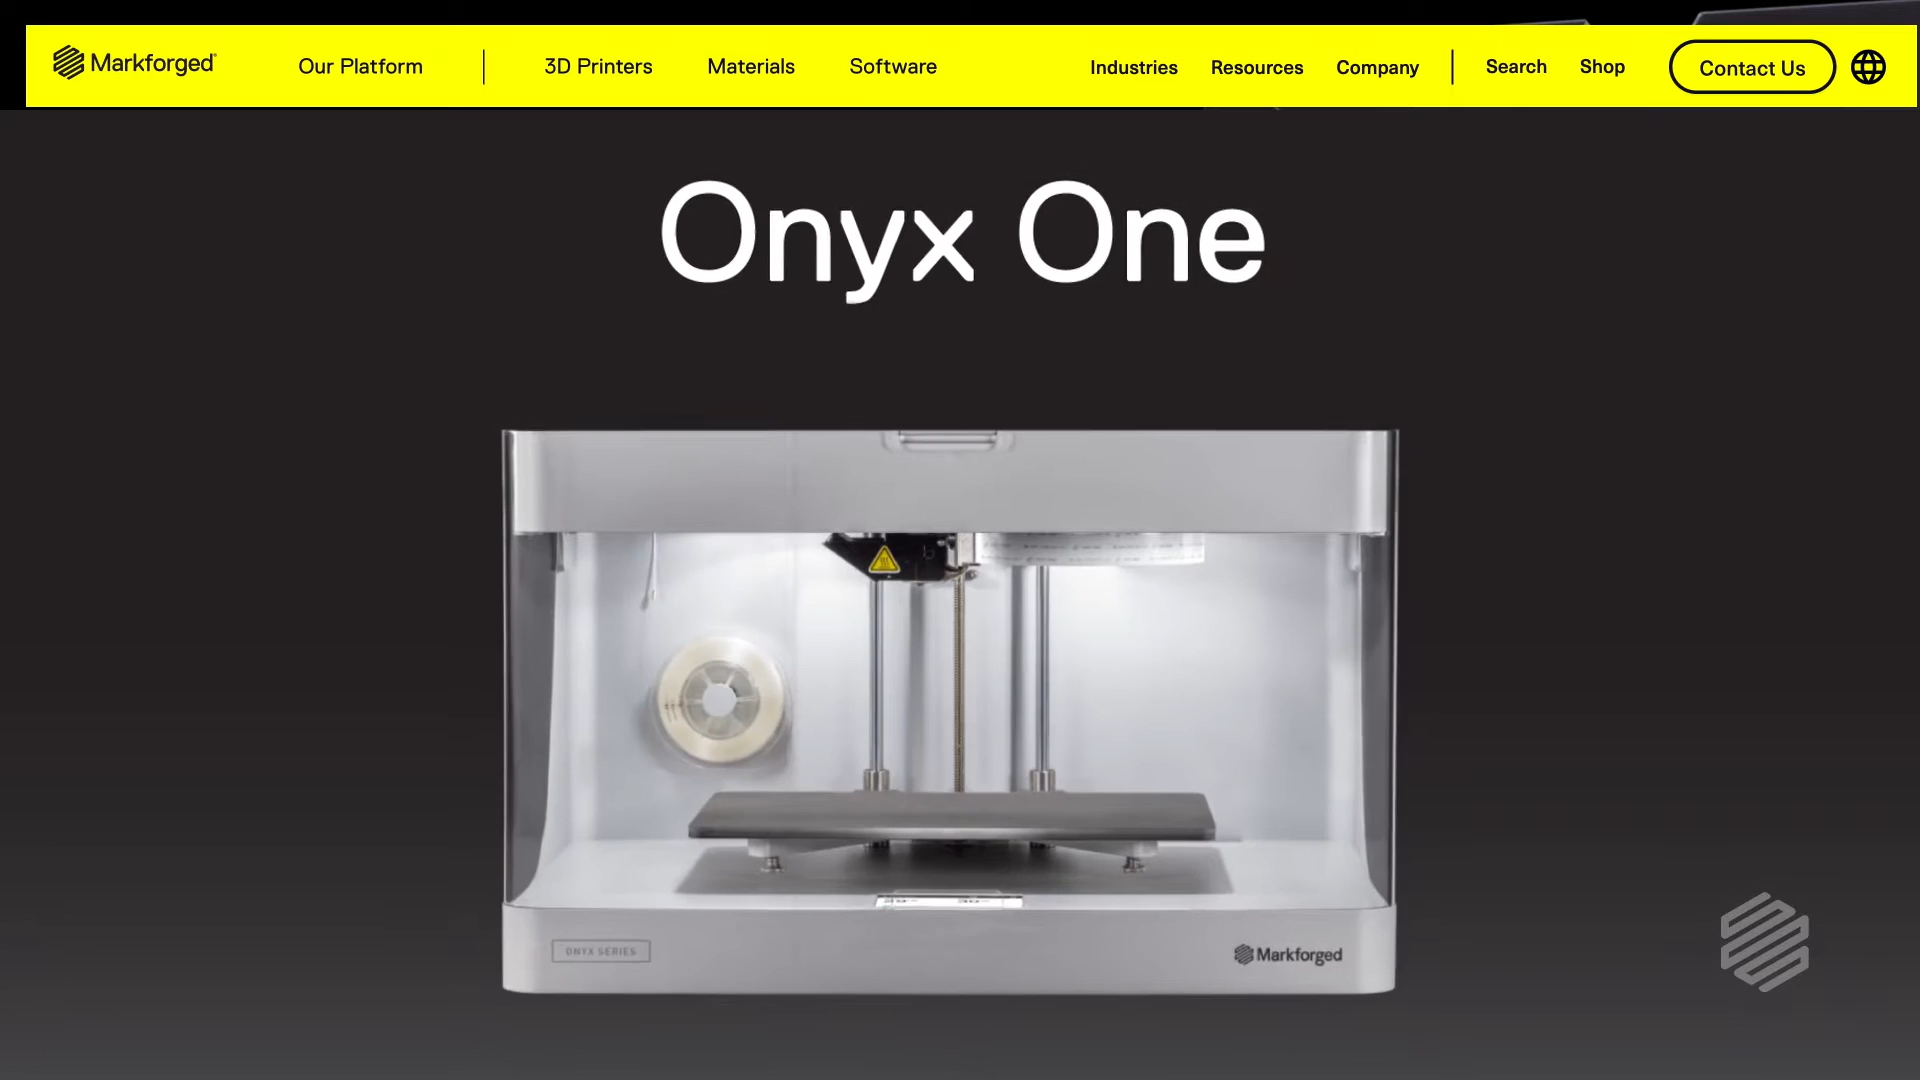 Markforged
Our Platform
3D Printers
Materials
Software
Industries
Resources
Company
Search
Shop
Contact Us
Onyx One
ONYX SERIES
Markforged